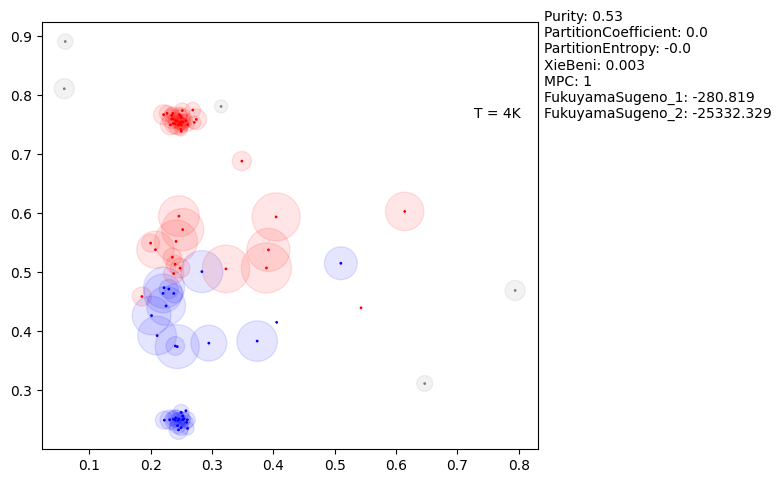 Purity: 0.53
PartitionCoefficient: 0.0
PartitionEntropy: -0.0
XieBeni: 0.003
MPC: 1
FukuyamaSugeno_1: -280.819
FukuyamaSugeno_2: -25332.329
T = 4K
0.9
0.8
0.7
0.6
0.5
0.4
0.3
0.1 0.2 0.3 0.4 0.5 0.6 0.7 0.8